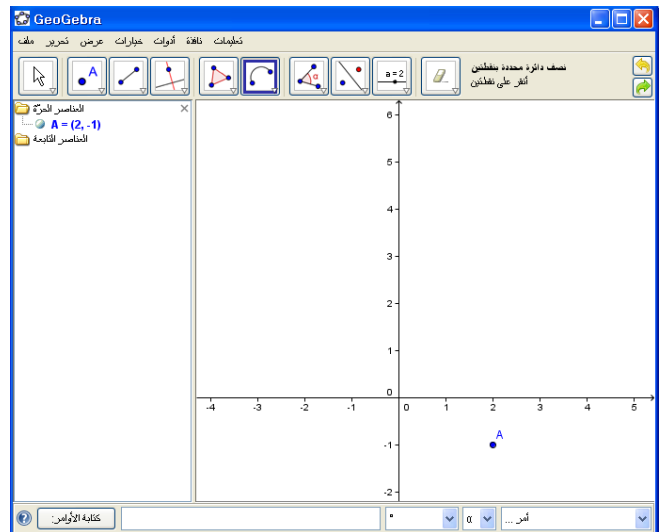 GeoGebra
ملف تحرير عرض خيارات أدوات نافذة تعليمات
A
α
a = 2
نصف دائرة محددة بنقطتين
أنقر على نقطتين
العناصر الحرّة
A = (2, -1)
العناصر التابعة
6
5
4
3
2
1
0
-4 -3 -2 -1 0 1 2 3 4 5
A
-1
-2
كتابة الأوامر:
° α أمر ...